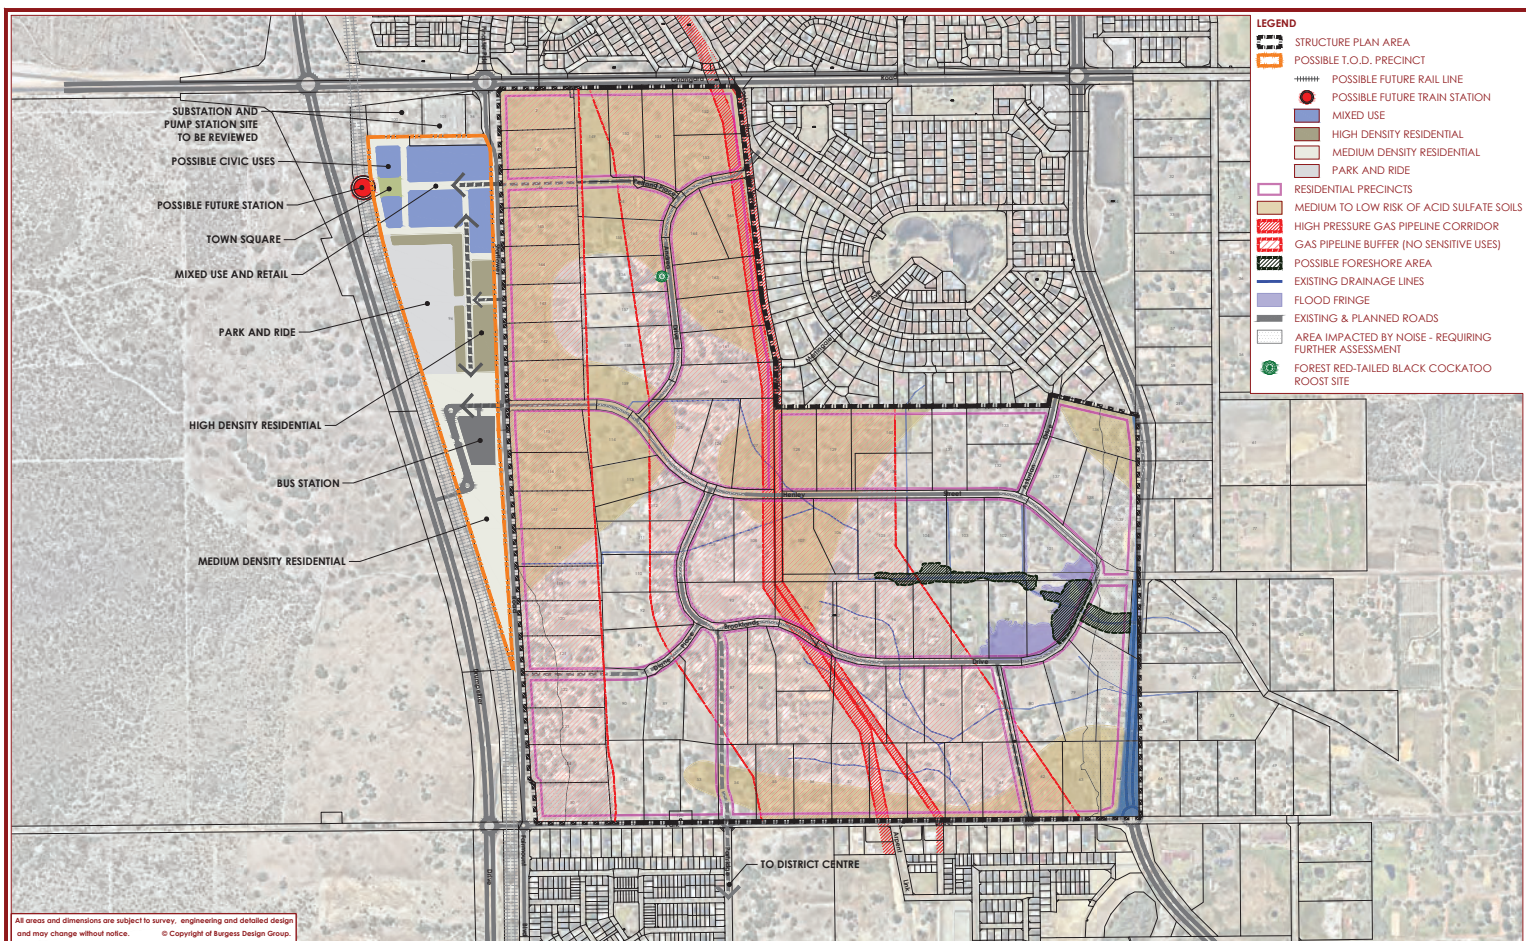 LEGEND
STRUCTURE PLAN AREA
POSSIBLE T.O.D. PRECINCT
POSSIBLE FUTURE RAIL LINE
POSSIBLE FUTURE TRAIN STATION
MIXED USE
HIGH DENSITY RESIDENTIAL
MEDIUM DENSITY RESIDENTIAL
PARK AND RIDE
RESIDENTIAL PRECINCTS
MEDIUM TO LOW RISK OF ACID SULFATE SOILS
HIGH PRESSURE GAS PIPELINE CORRIDOR
GAS PIPELINE BUFFER (NO SENSITIVE USES)
POSSIBLE FORESHORE AREA
EXISTING DRAINAGE LINES
FLOOD FRINGE
EXISTING & PLANNED ROADS
AREA IMPACTED BY NOISE - REQUIRING
FURTHER ASSESSMENT
FOREST RED-TAILED BLACK COCKATOO
ROOST SITE
SUBSTATION AND
PUMP STATION SITE
TO BE REVIEWED
POSSIBLE CIVIC USES
POSSIBLE FUTURE STATION
TOWN SQUARE
MIXED USE AND RETAIL
PARK AND RIDE
HIGH DENSITY RESIDENTIAL
BUS STATION
MEDIUM DENSITY RESIDENTIAL
Road
Place
Drive
Henley
Street
Brooklands
Drive
Place
Drive
TO DISTRICT CENTRE
Link
All areas and dimensions are subject to survey, engineering and detailed design
and may change without notice. © Copyright of Burgess Design Group.